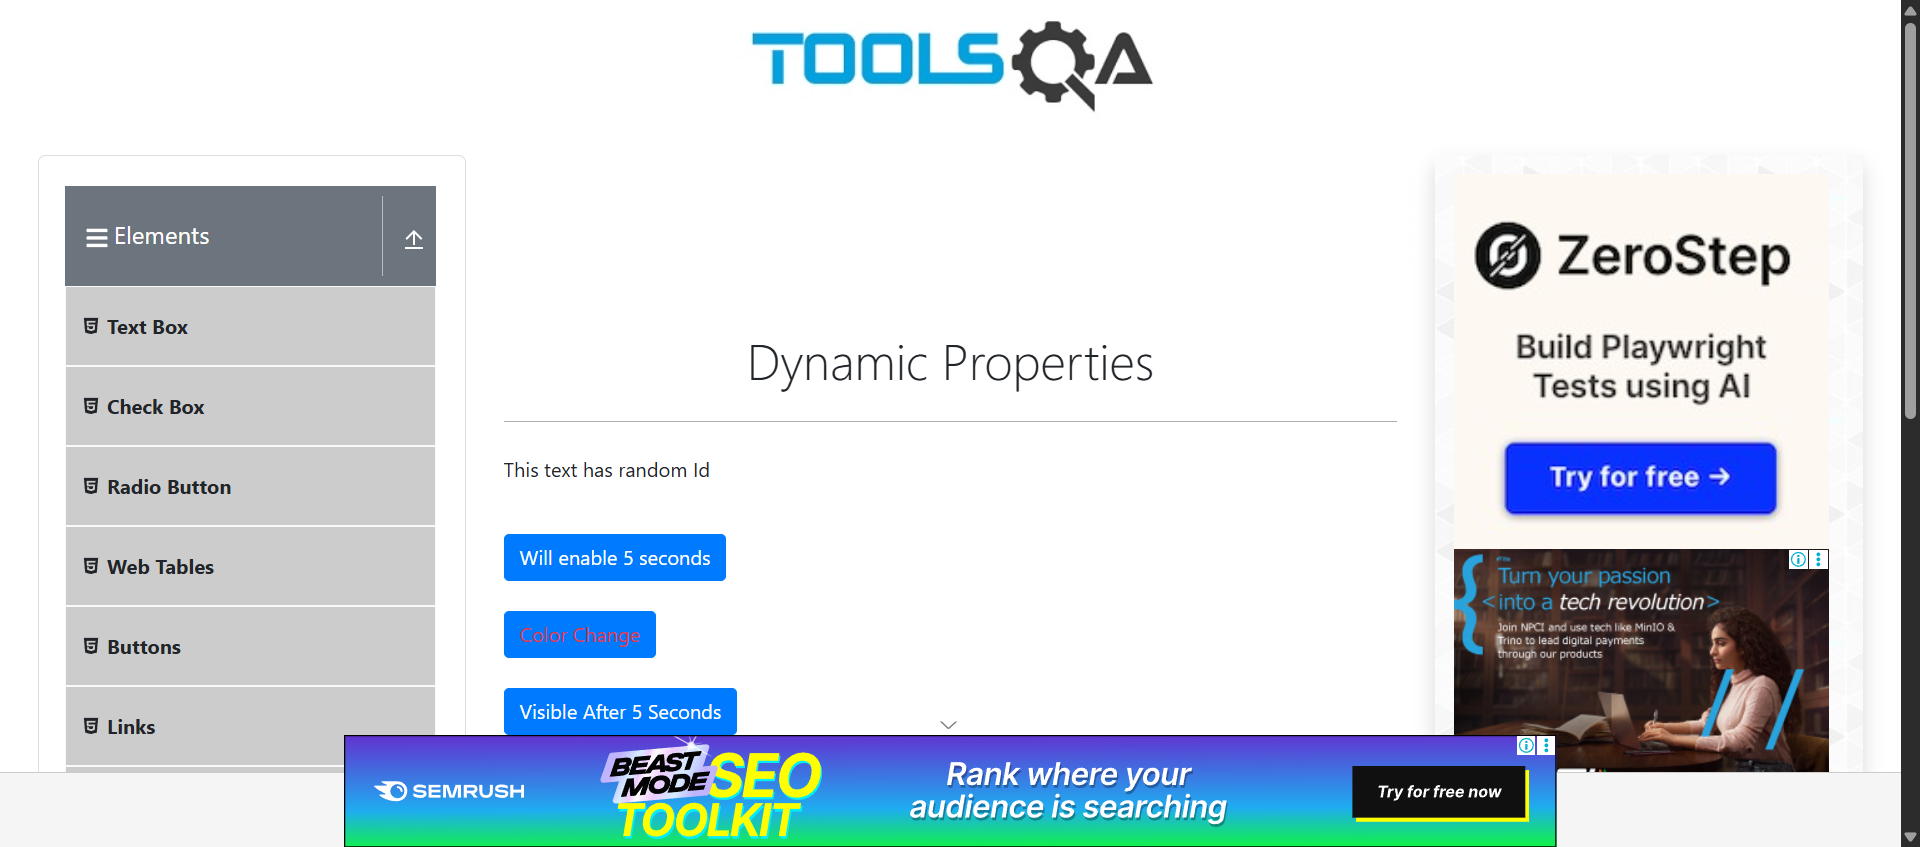 TOOLSQA
Elements
Text Box
Check Box
Radio Button
Web Tables
Buttons
Links
Dynamic Properties
This text has random Id
Will enable 5 seconds
Color Change
Visible After 5 Seconds
ZeroStep
Build Playwright
Tests using AI
Try for free →
Turn your passion
<into a tech revolution>
Join NPCI and use tech like MinIO &
Trino to lead digital payments
through our products
SEMRUSH
BEAST
MODE SEO
TOOLKIT
Rank where your
audience is searching
Try for free now